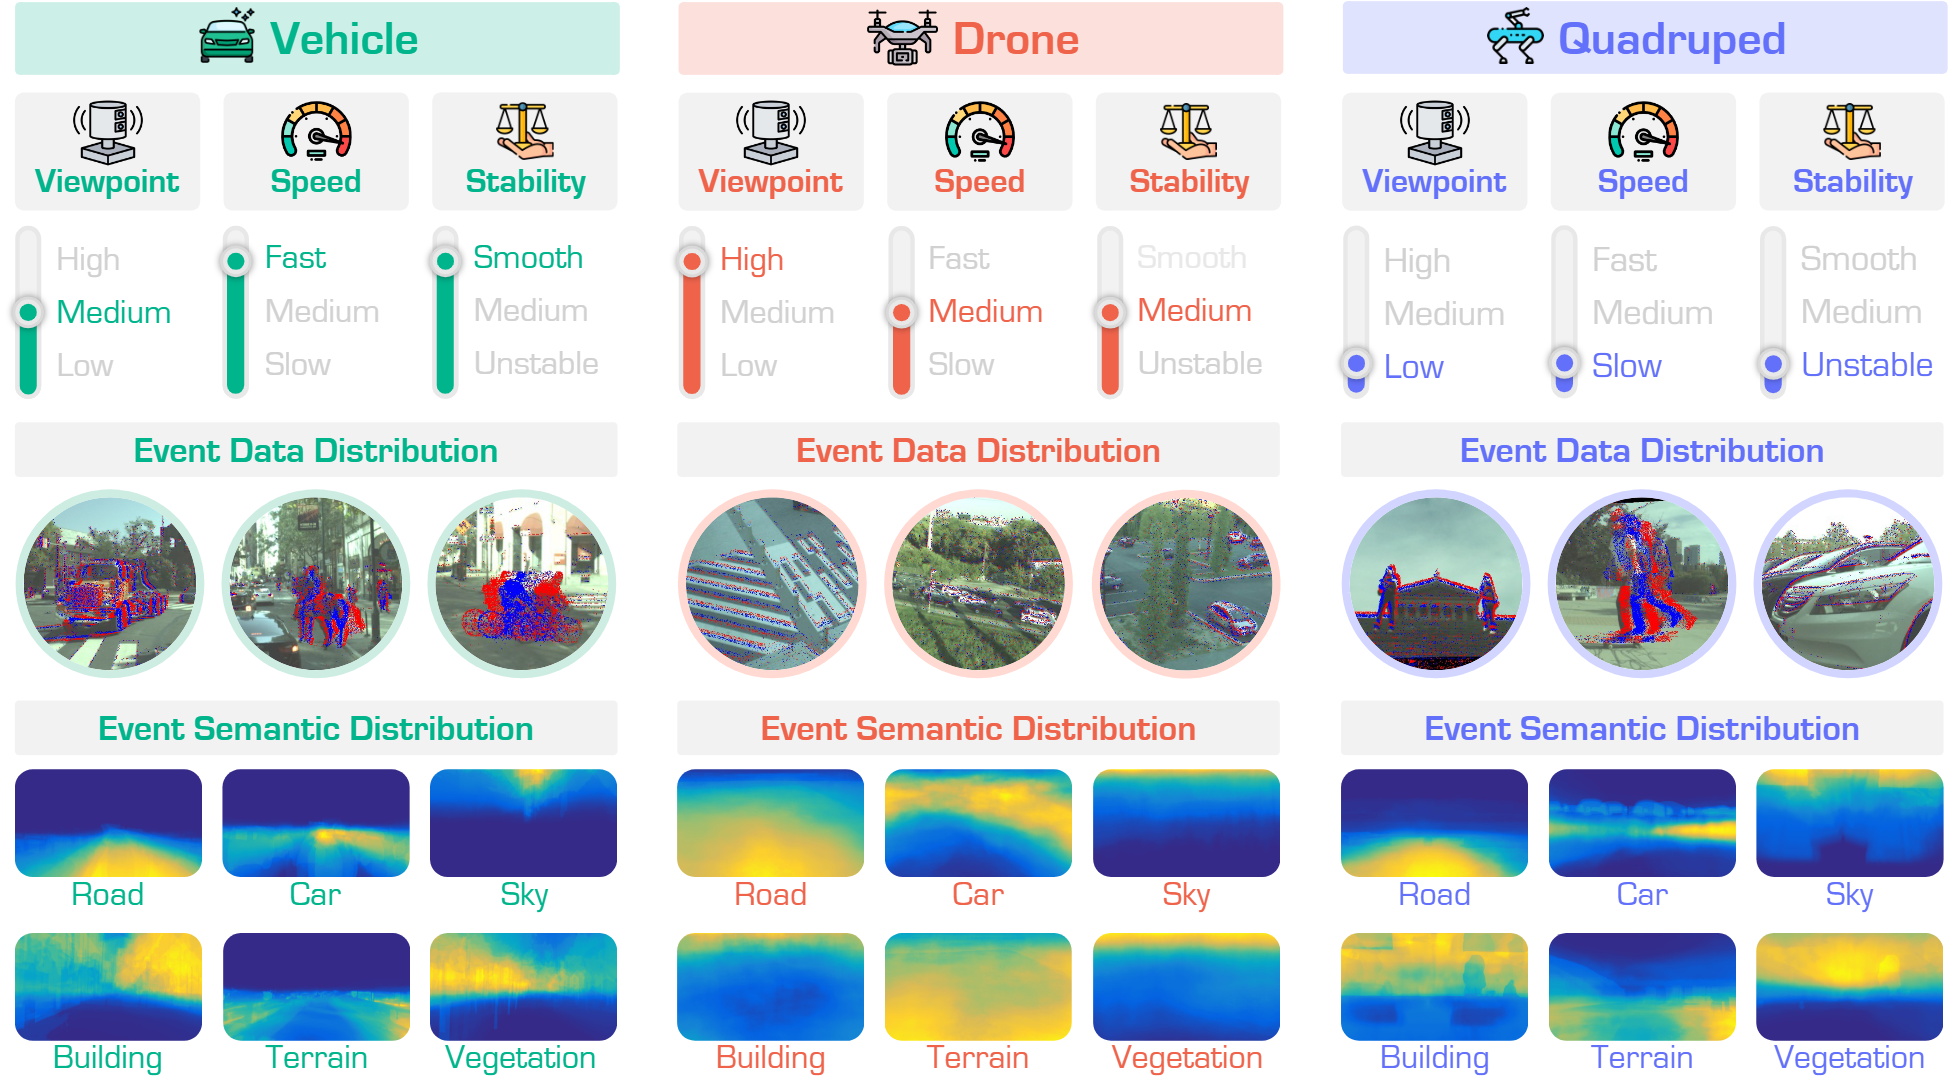 Vehicle
Drone
Quadruped
Viewpoint
Speed
Stability
Viewpoint
Speed
Stability
Viewpoint
Speed
Stability
High
Medium
Low
Fast
Medium
Slow
Smooth
Medium
Unstable
High
Medium
Low
Fast
Medium
Slow
Smooth
Medium
Unstable
High
Medium
Low
Fast
Medium
Slow
Smooth
Medium
Unstable
Event Data Distribution
Event Data Distribution
Event Data Distribution
Event Semantic Distribution
Event Semantic Distribution
Event Semantic Distribution
Road
Car
Sky
Road
Car
Sky
Road
Car
Sky
Building
Terrain
Vegetation
Building
Terrain
Vegetation
Building
Terrain
Vegetation